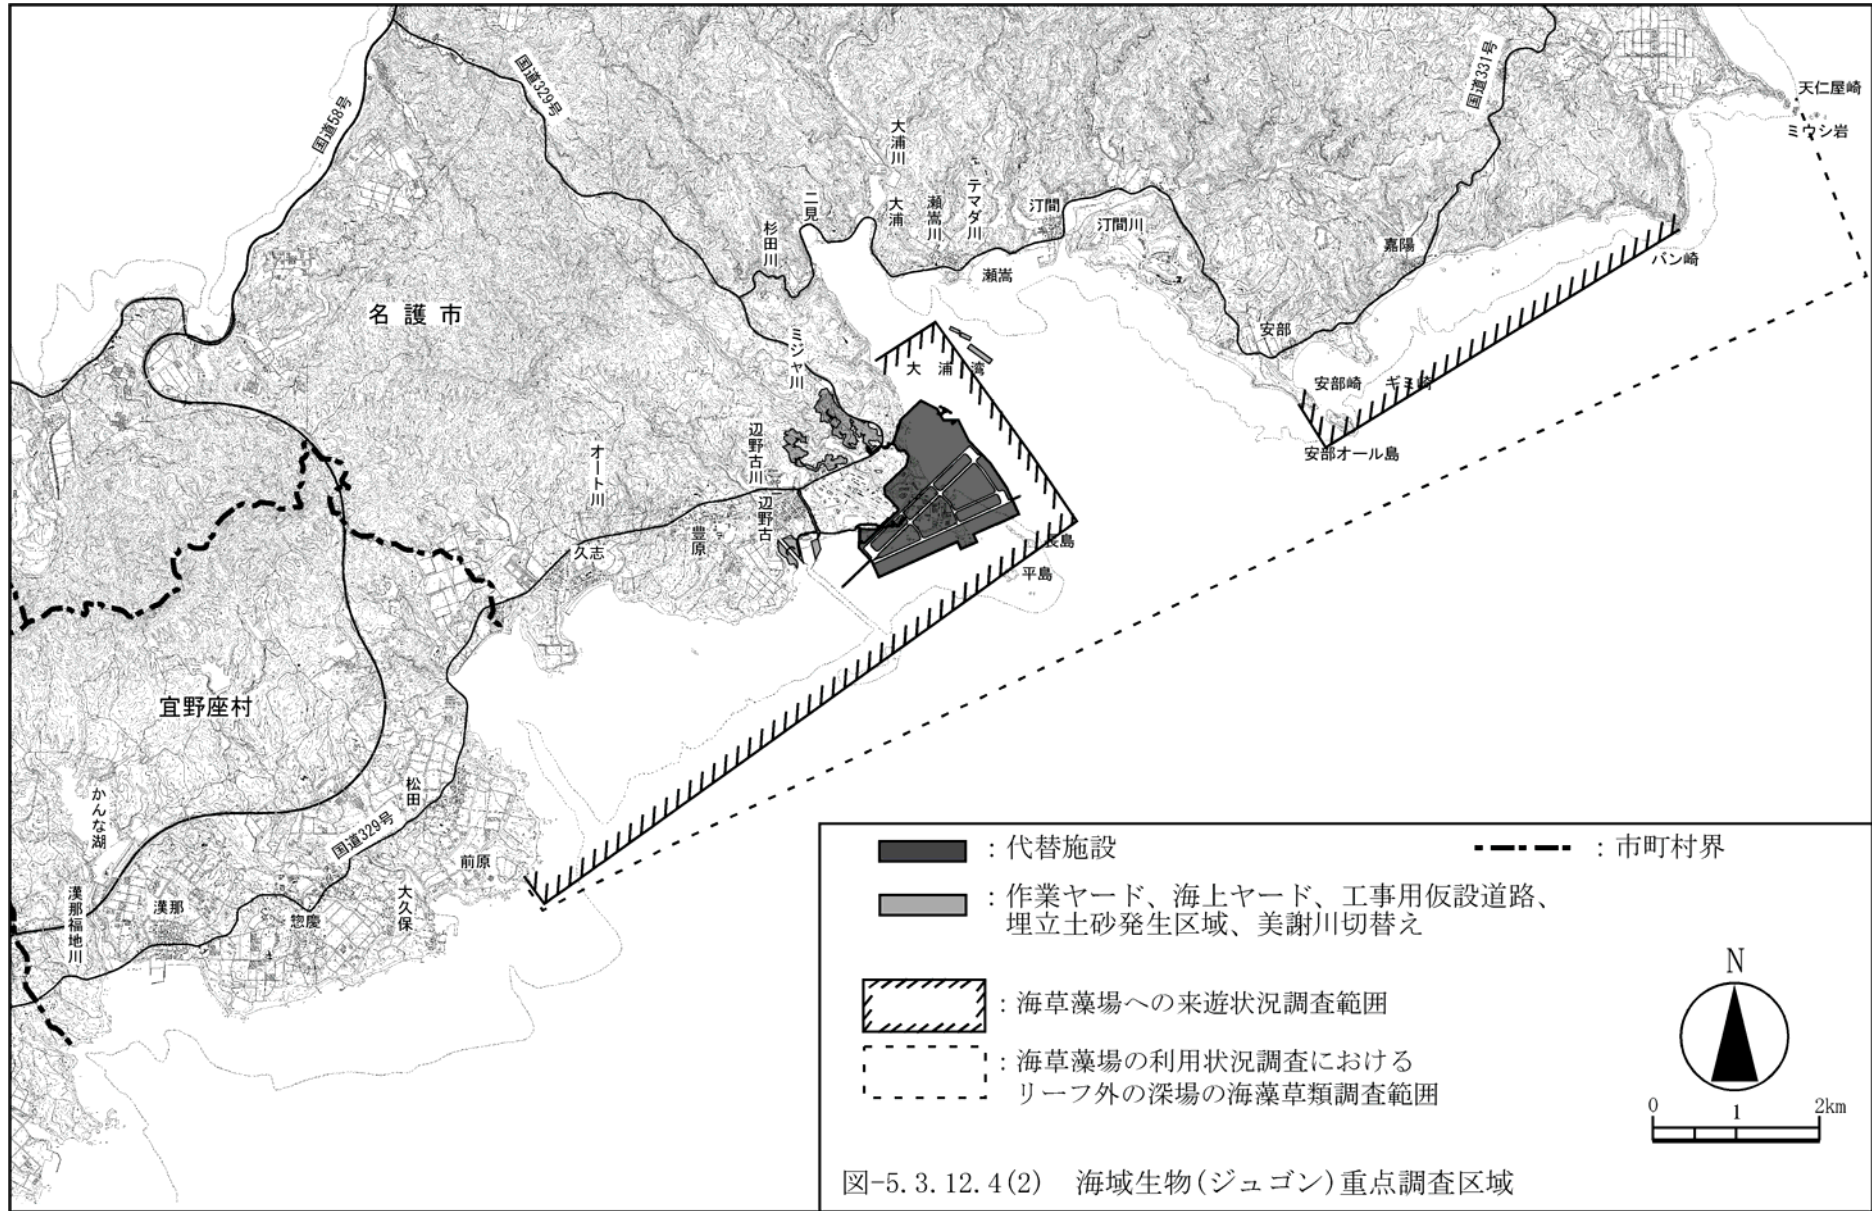 国道58号
国道329号
国道331号
天仁屋崎
ミウシ岩
大浦川
大浦
瀬嵩川
テマダ川
汀間
汀間川
二見
杉田川
瀬嵩
嘉陽
バン崎
名護市
ミジャ川
安部
安部崎
ギミ崎
安部オール島
大浦湾
辺野古川
辺野古
オート川
豊原
久志
長島
平島
宜野座村
かんな湖
松田
国道329号
前原
大久保
惣慶
漢那
漢那福地川
：代替施設
：市町村界
：作業ヤード、海上ヤード、工事用仮設道路、
埋立土砂発生区域、美謝川切替え
：海草藻場への来遊状況調査範囲
：海草藻場の利用状況調査における
リーフ外の深場の海藻草類調査範囲
N
0 1 2km
図-5.3.12.4(2) 海域生物(ジュゴン)重点調査区域